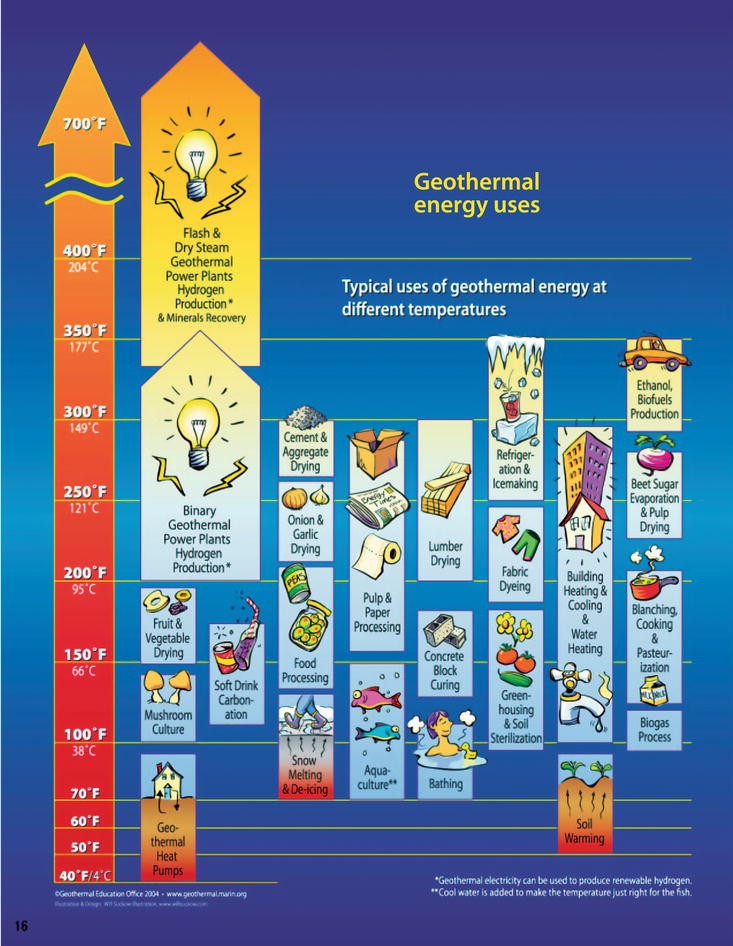 700°F
Geothermal
energy uses
Flash &
Dry Steam
Geothermal
Power Plants
Hydrogen
Production*
& Minerals Recovery
400°F
204°C
Typical uses of geothermal energy at
different temperatures
350°F
177°C
Ethanol,
Biofuels
Production
300°F
149°C
Cement &
Aggregate
Drying
Refriger-
ation &
Icemaking
250°F
121°C
Binary
Geothermal
Power Plants
Hydrogen
Production*
Onion &
Garlic
Drying
Energy
Times
Lumber
Drying
Beet Sugar
Evaporation
& Pulp
Drying
200°F
95°C
PEAS
Pulp &
Paper
Processing
Fabric
Dyeing
Building
Heating &
Cooling
&
Water
Heating
Blanching,
Cooking
&
Pasteur-
ization
Fruit &
Vegetable
Drying
150°F
66°C
Soft Drink
Carbon-
ation
Food
Processing
Concrete
Block
Curing
Green-
housing
& Soil
Sterilization
MILK
Mushroom
Culture
Biogas
Process
100°F
38°C
Snow
Melting
& De-icing
Aqua-
culture**
Bathing
70°F
60°F
50°F
40°F/4°C
Geo-
thermal
Heat
Pumps
Soil
Warming
*Geothermal electricity can be used to produce renewable hydrogen.
**Cool water is added to make the temperature just right for the fish.
©Geothermal Education Office 2004 • www.geothermal.marin.org
Illustration & Design: Will Suckow Illustration, www.willsuckow.com
16